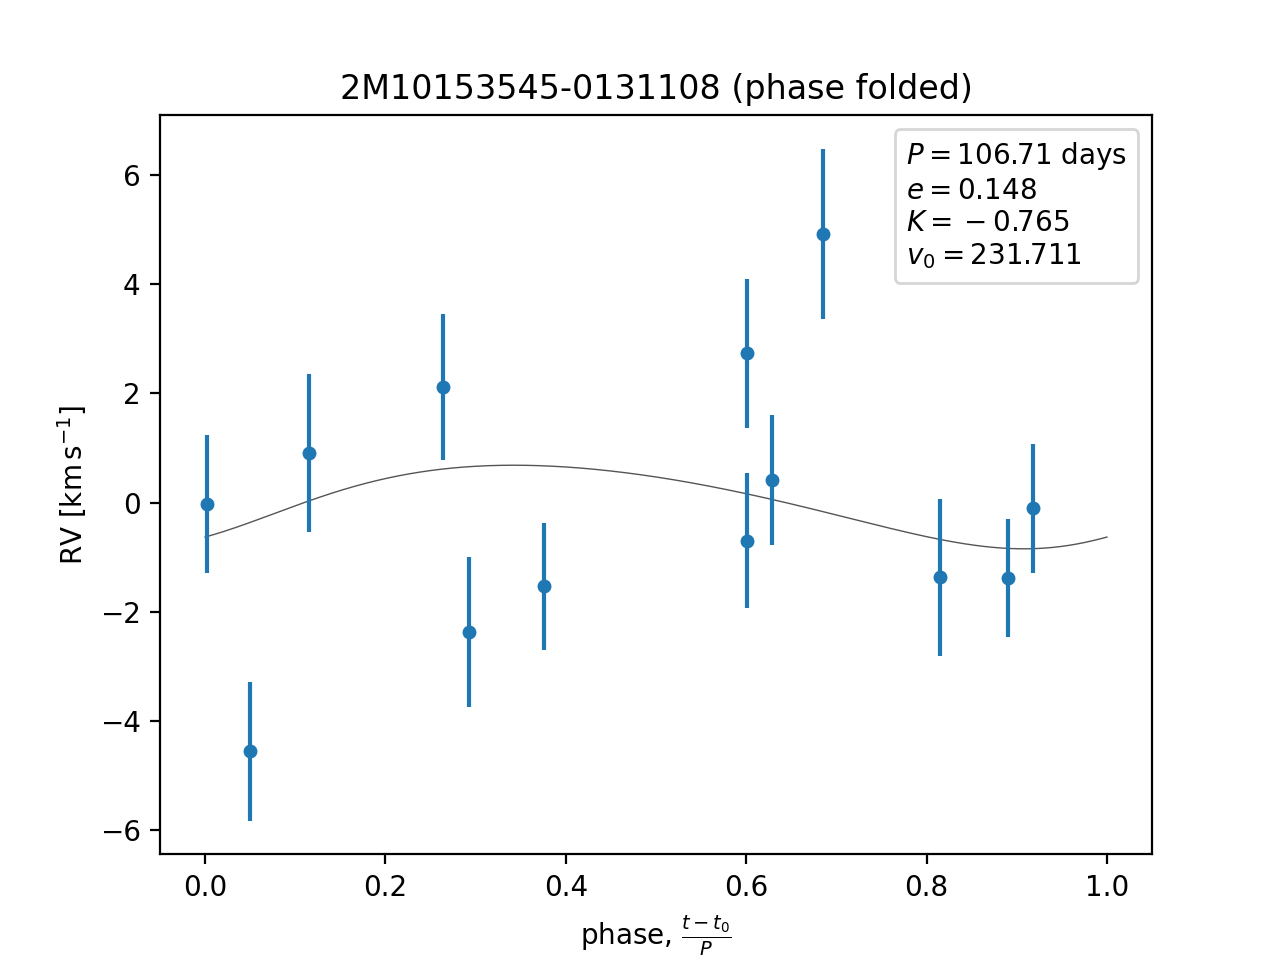 2M10153545-0131108 (phase folded)
P = 106.71 days
e = 0.148
K = −0.765
v₀ = 231.711
6
4
2
0
−2
−4
−6
RV [km s⁻¹]
0.0 0.2 0.4 0.6 0.8 1.0
phase, (t − t₀)/P